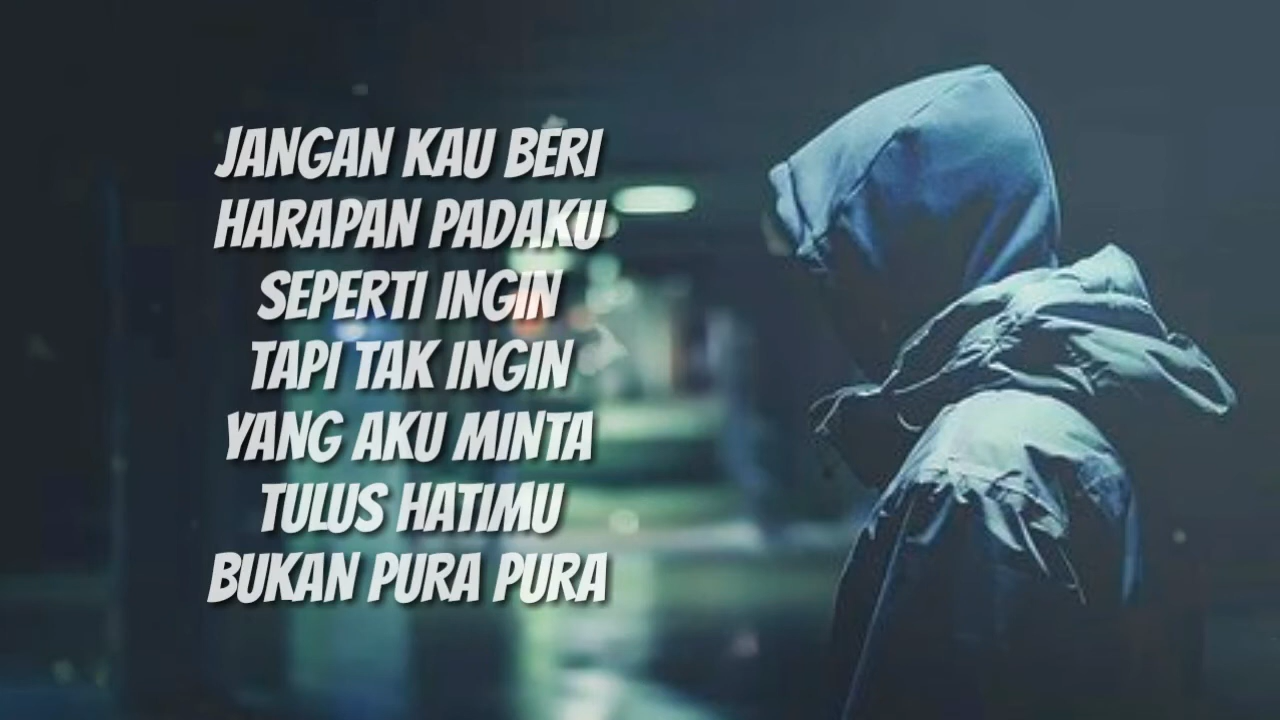 JANGAN KAU BERI
HARAPAN PADAKU
SEPERTI INGIN
TAPI TAK INGIN
YANG AKU MINTA
TULUS HATIMU
BUKAN PURA PURA